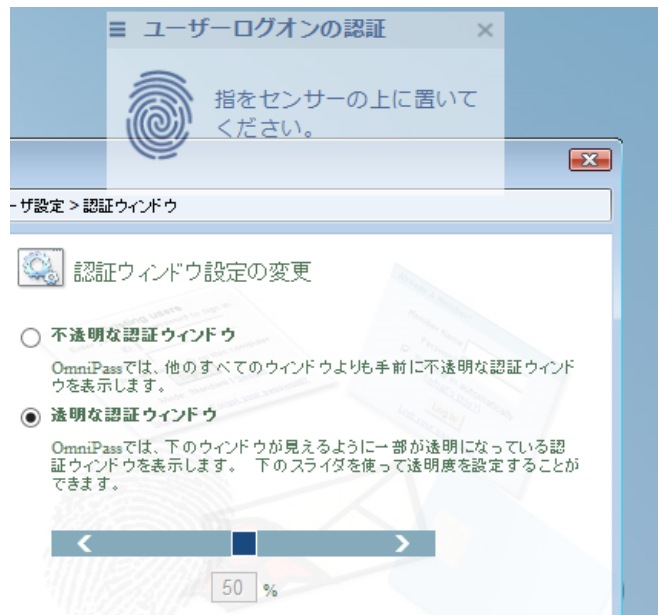 ユーザーログオンの認証
指をセンサーの上に置いて
ください。
ーザ設定 > 認証ウィンドウ
認証ウィンドウ設定の変更
不透明な認証ウィンドウ
OmniPassでは、他のすべてのウィンドウよりも手前に不透明な認証ウィンド
ウを表示します。
透明な認証ウィンドウ
OmniPassでは、下のウィンドウが見えるように一部が透明になっている認
証ウィンドウを表示します。 下のスライダを使って透明度を設定することが
できます。
50 %